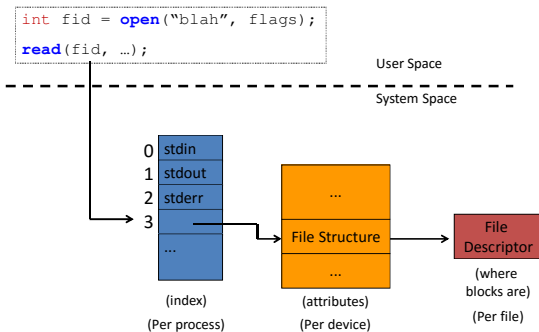 int fid = open(“blah”, flags);
read(fid, …);
User Space
System Space
0 stdin
1 stdout
2 stderr
3
...
...
File Structure
...
File
Descriptor
(index)
(Per process)
(attributes)
(Per device)
(where
blocks are)
(Per file)